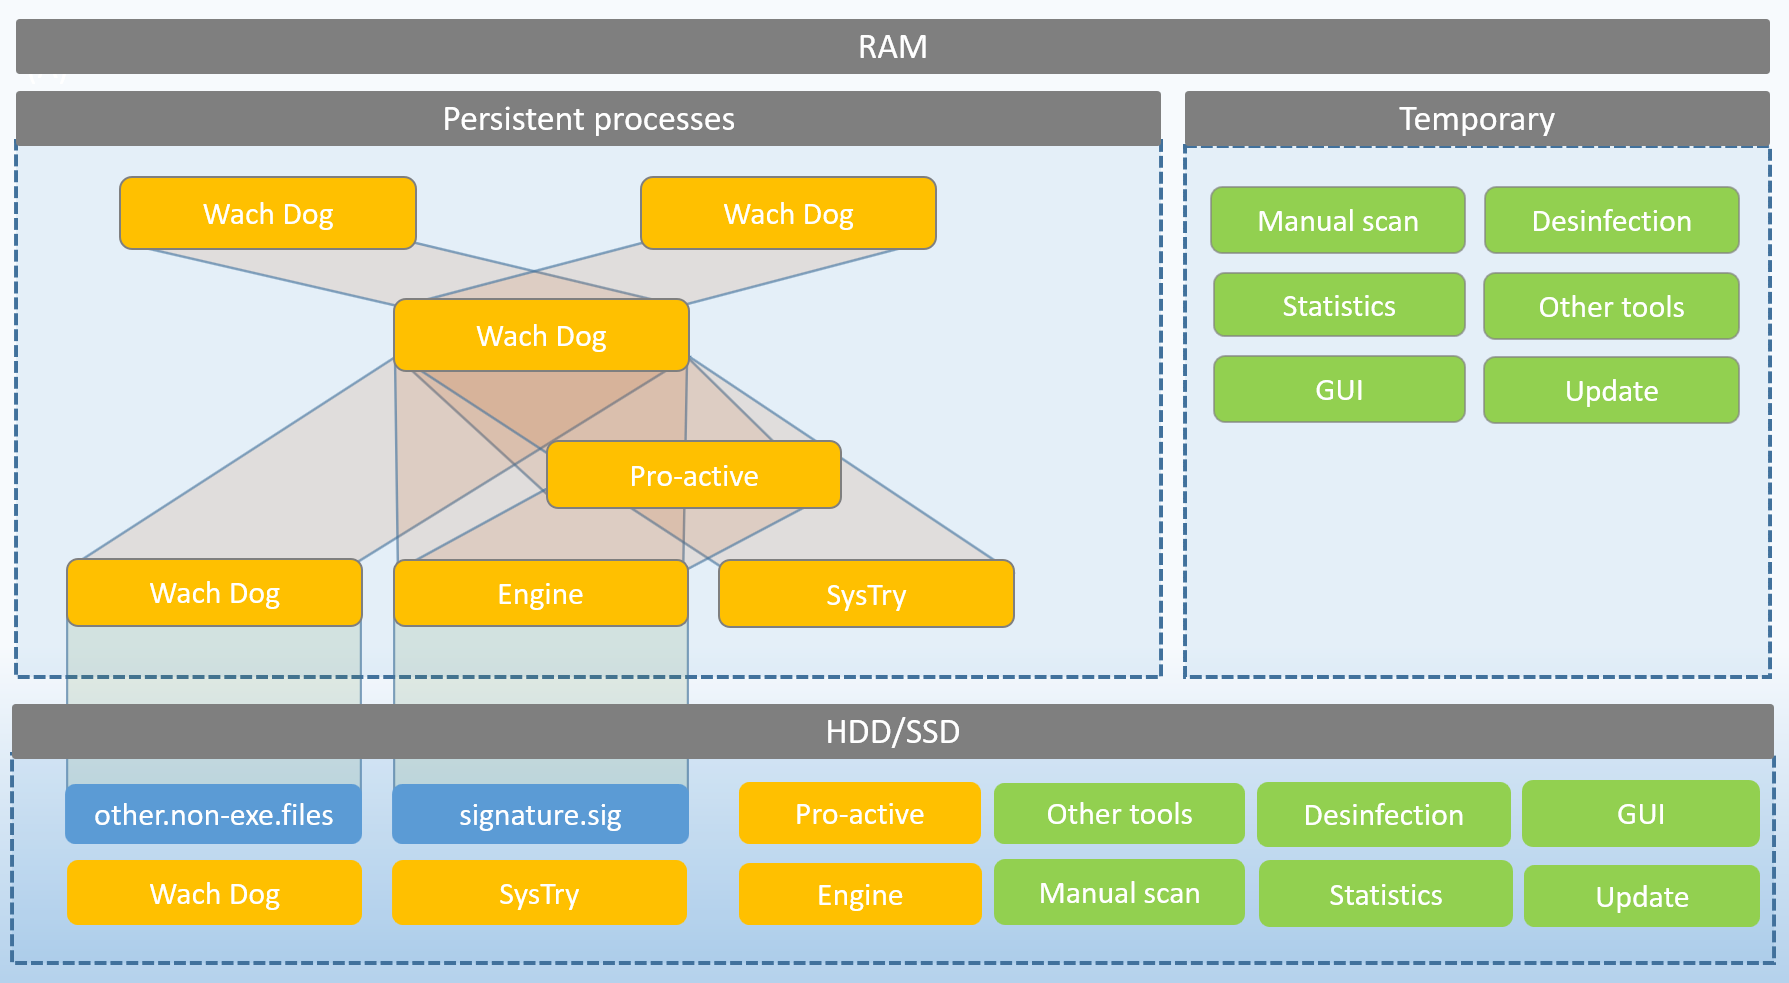 RAM
Persistent processes
Temporary
Wach Dog
Wach Dog
Wach Dog
Pro-active
Wach Dog
Engine
SysTry
Manual scan
Desinfection
Statistics
Other tools
GUI
Update
HDD/SSD
other.non-exe.files
signature.sig
Pro-active
Other tools
Desinfection
GUI
Wach Dog
SysTry
Engine
Manual scan
Statistics
Update